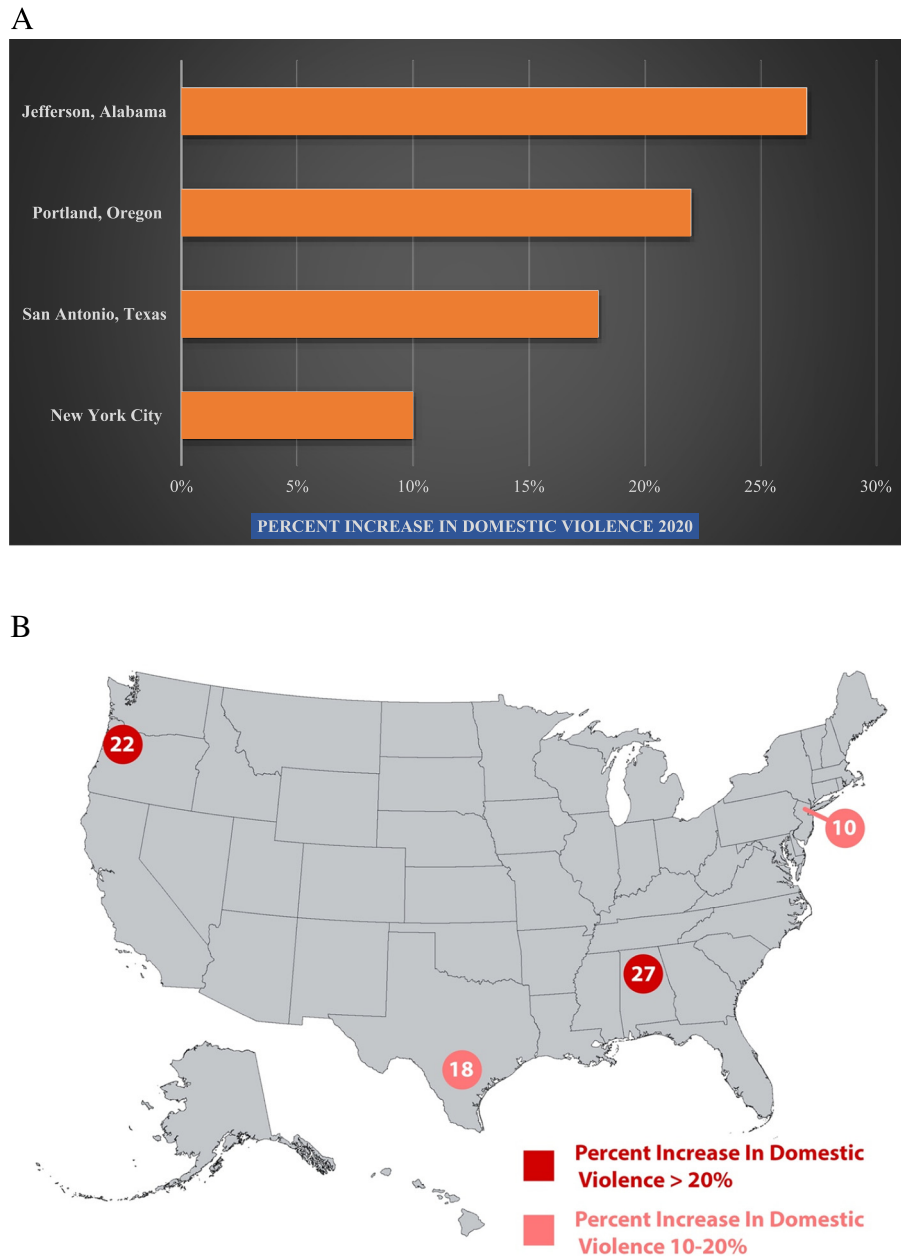 A
Jefferson, Alabama
Portland, Oregon
San Antonio, Texas
New York City
0% 5% 10% 15% 20% 25% 30%
PERCENT INCREASE IN DOMESTIC VIOLENCE 2020
B
22
10
27
18
Percent Increase In Domestic
Violence > 20%
Percent Increase In Domestic
Violence 10-20%